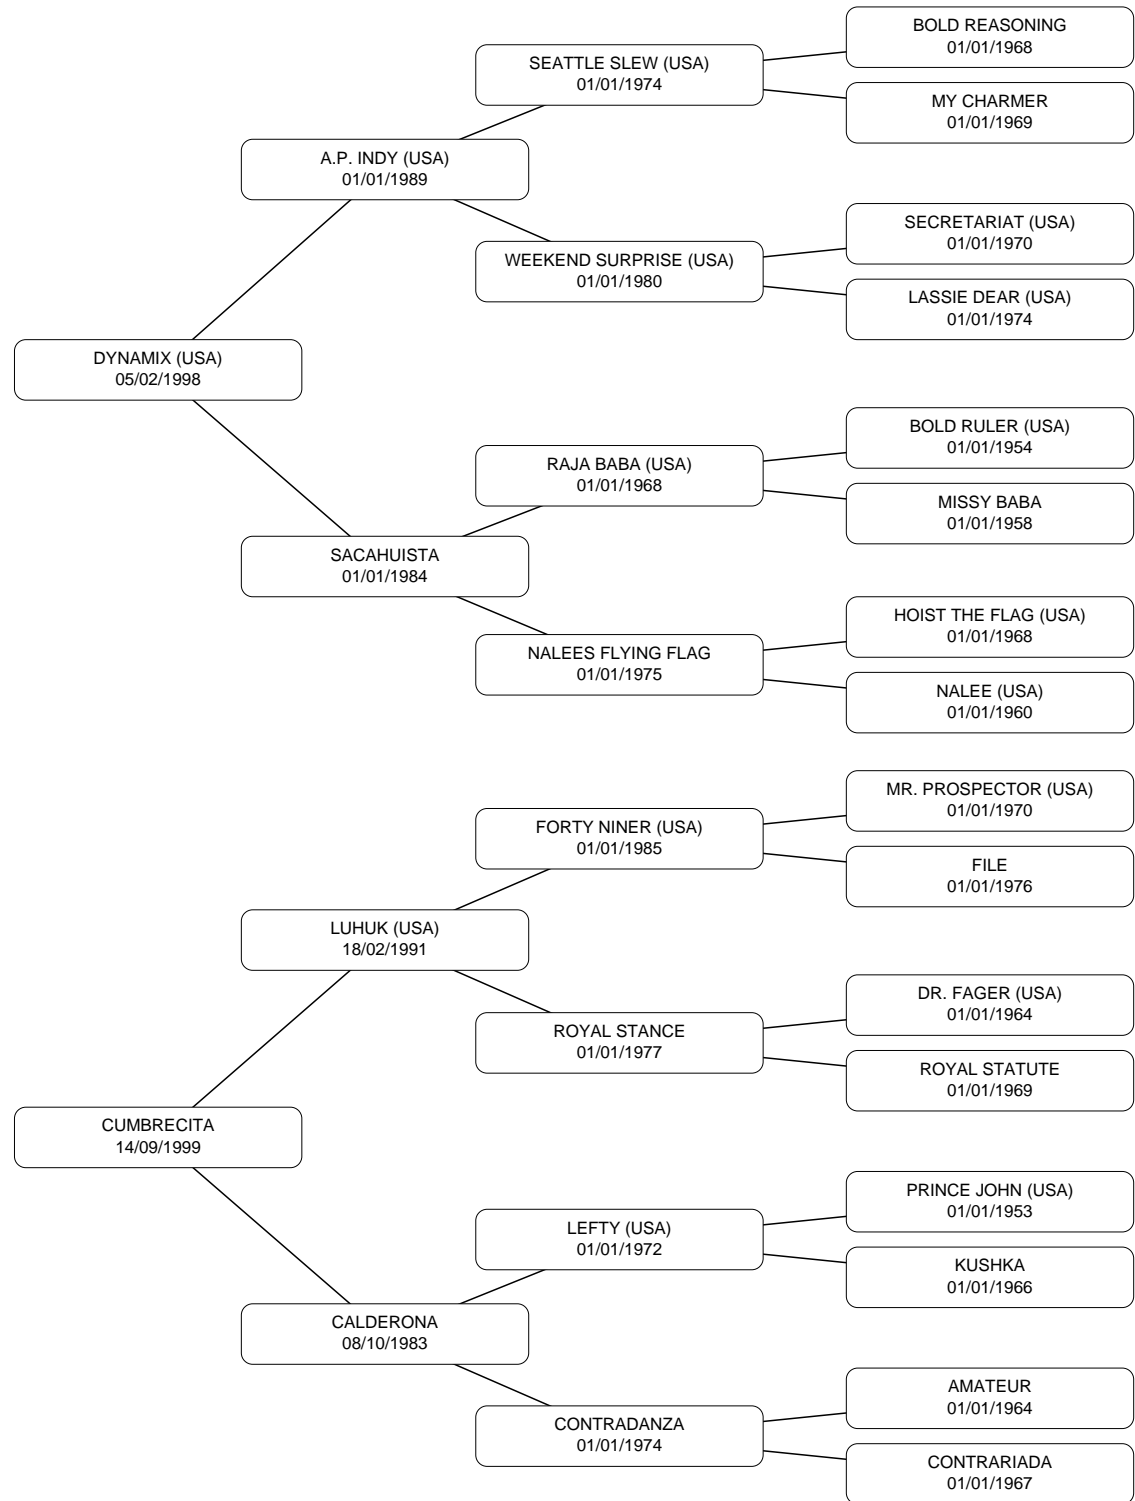 BOLD REASONING
01/01/1968
SEATTLE SLEW (USA)
01/01/1974
MY CHARMER
01/01/1969
A.P. INDY (USA)
01/01/1989
SECRETARIAT (USA)
01/01/1970
WEEKEND SURPRISE (USA)
01/01/1980
LASSIE DEAR (USA)
01/01/1974
DYNAMIX (USA)
05/02/1998
BOLD RULER (USA)
01/01/1954
RAJA BABA (USA)
01/01/1968
MISSY BABA
01/01/1958
SACAHUISTA
01/01/1984
HOIST THE FLAG (USA)
01/01/1968
NALEES FLYING FLAG
01/01/1975
NALEE (USA)
01/01/1960
MR. PROSPECTOR (USA)
01/01/1970
FORTY NINER (USA)
01/01/1985
FILE
01/01/1976
LUHUK (USA)
18/02/1991
DR. FAGER (USA)
01/01/1964
ROYAL STANCE
01/01/1977
ROYAL STATUTE
01/01/1969
CUMBRECITA
14/09/1999
PRINCE JOHN (USA)
01/01/1953
LEFTY (USA)
01/01/1972
KUSHKA
01/01/1966
CALDERONA
08/10/1983
AMATEUR
01/01/1964
CONTRADANZA
01/01/1974
CONTRARIADA
01/01/1967